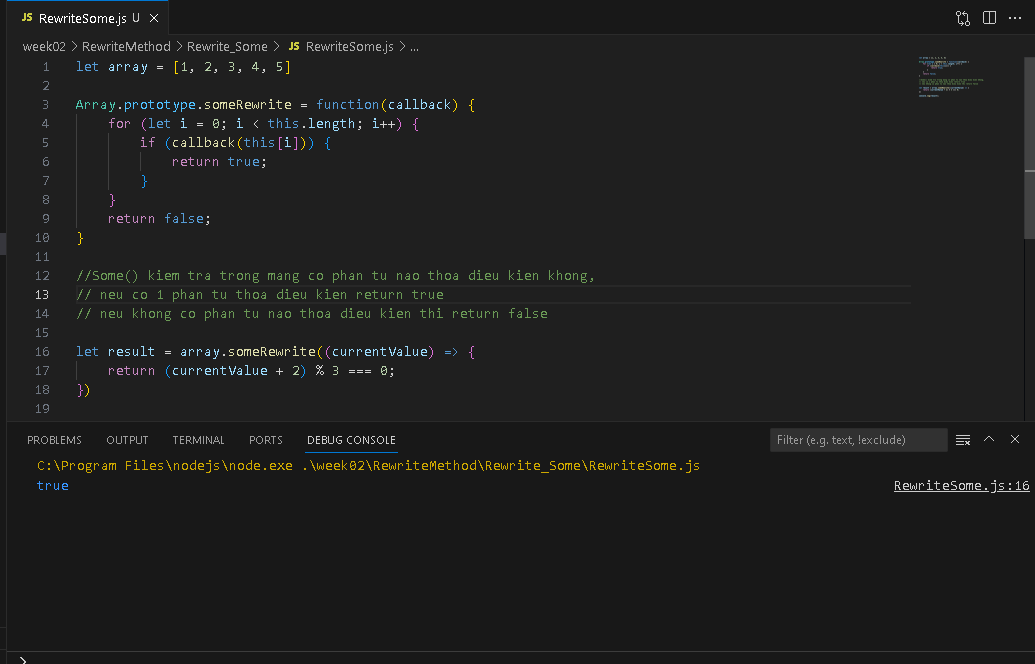 JS RewriteSome.js U
week02 > RewriteMethod > Rewrite_Some > JS RewriteSome.js > ...
1 let array = [1, 2, 3, 4, 5]
2
3 Array.prototype.someRewrite = function(callback) {
4 for (let i = 0; i < this.length; i++) {
5 if (callback(this[i])) {
6 return true;
7 }
8 }
9 return false;
10 }
11
12 //Some() kiem tra trong mang co phan tu nao thoa dieu kien khong,
13 // neu co 1 phan tu thoa dieu kien return true
14 // neu khong co phan tu nao thoa dieu kien thi return false
15
16 let result = array.someRewrite((currentValue) => {
17 return (currentValue + 2) % 3 === 0;
18 })
19
PROBLEMS OUTPUT TERMINAL PORTS DEBUG CONSOLE Filter (e.g. text, !exclude)
C:\Program Files\nodejs\node.exe .\week02\RewriteMethod\Rewrite_Some\RewriteSome.js
true RewriteSome.js:16
>